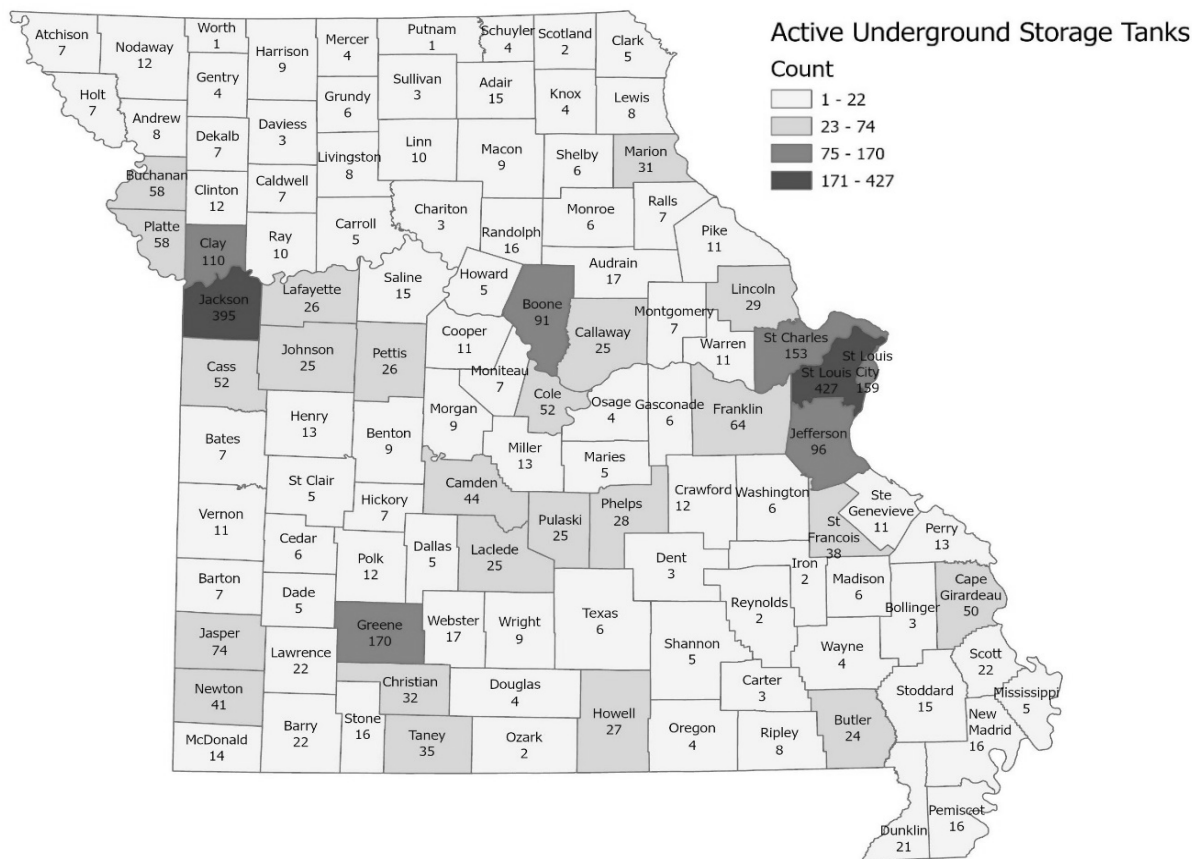 Active Underground Storage Tanks
Count
1 - 22
23 - 74
75 - 170
171 - 427
Atchison
7
Nodaway
12
Worth
1
Harrison
9
Mercer
4
Putnam
1
Schuyler
4
Scotland
2
Clark
5
Holt
7
Gentry
4
Sullivan
3
Adair
15
Knox
4
Lewis
8
Andrew
8
Dekalb
7
Daviess
3
Grundy
6
Livingston
8
Linn
10
Macon
9
Shelby
6
Marion
31
Buchanan
58
Clinton
12
Caldwell
7
Platte
58
Clay
110
Ray
10
Carroll
5
Chariton
3
Randolph
16
Monroe
6
Ralls
7
Pike
11
Jackson
395
Lafayette
26
Saline
15
Howard
5
Boone
91
Audrain
17
Callaway
25
Montgomery
7
Lincoln
29
Warren
11
St Charles
153
St Louis
427
St Louis
City
159
Cass
52
Johnson
25
Pettis
26
Cooper
11
Moniteau
7
Cole
52
Osage
4
Gasconade
6
Franklin
64
Jefferson
96
Bates
7
Henry
13
Benton
9
Morgan
9
Miller
13
Maries
5
St Clair
5
Hickory
7
Camden
44
Pulaski
25
Phelps
28
Crawford
12
Washington
6
St
Francois
38
Ste
Genevieve
11
Perry
13
Vernon
11
Cedar
6
Polk
12
Dallas
5
Laclede
25
Dent
3
Iron
2
Madison
6
Bollinger
3
Cape
Girardeau
50
Barton
7
Dade
5
Greene
170
Webster
17
Wright
9
Texas
6
Shannon
5
Reynolds
2
Wayne
4
Scott
22
Jasper
74
Lawrence
22
Christian
32
Douglas
4
Howell
27
Carter
3
Stoddard
15
Mississippi
5
Newton
41
McDonald
14
Barry
22
Stone
16
Taney
35
Ozark
2
Oregon
4
Ripley
8
Butler
24
New
Madrid
16
Dunklin
21
Pemiscot
16